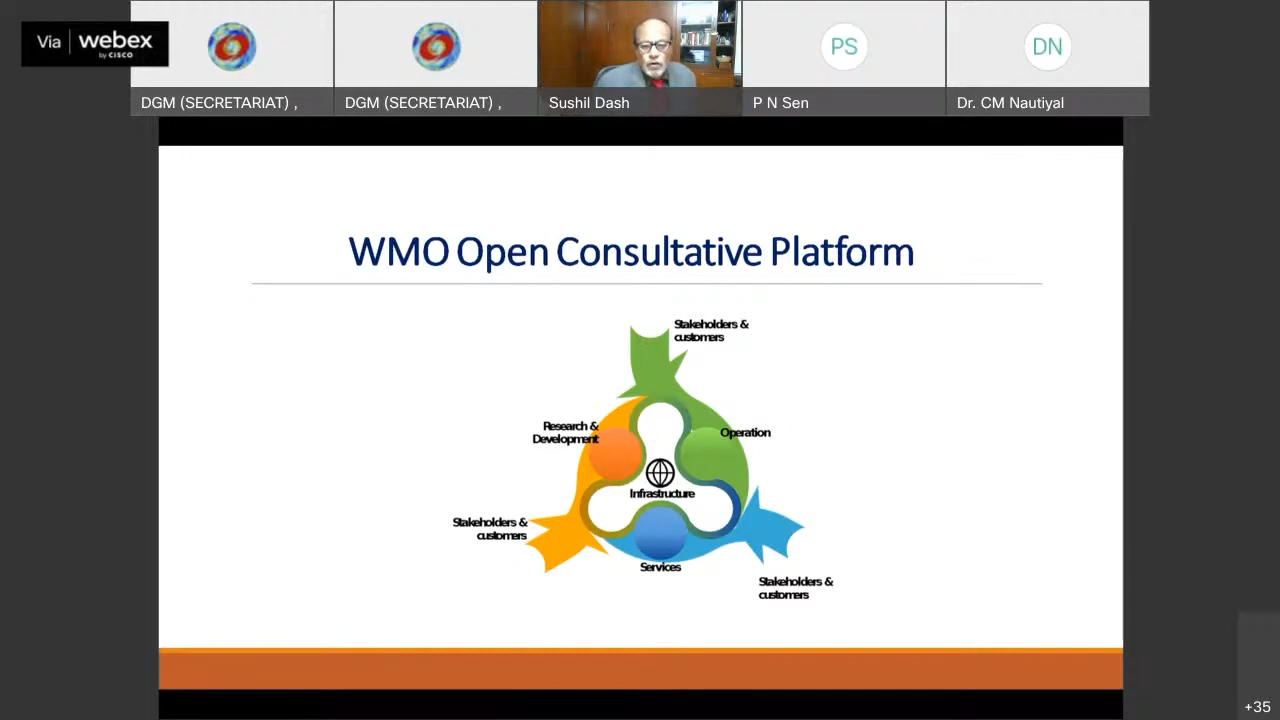 Via webex
by CISCO
DGM (SECRETARIAT) ,
DGM (SECRETARIAT) ,
Sushil Dash
PS
P N Sen
DN
Dr. CM Nautiyal
WMO Open Consultative Platform
Stakeholders &
customers
Research &
Development
Operation
Infrastructure
Stakeholders &
customers
Services
Stakeholders &
customers
+35